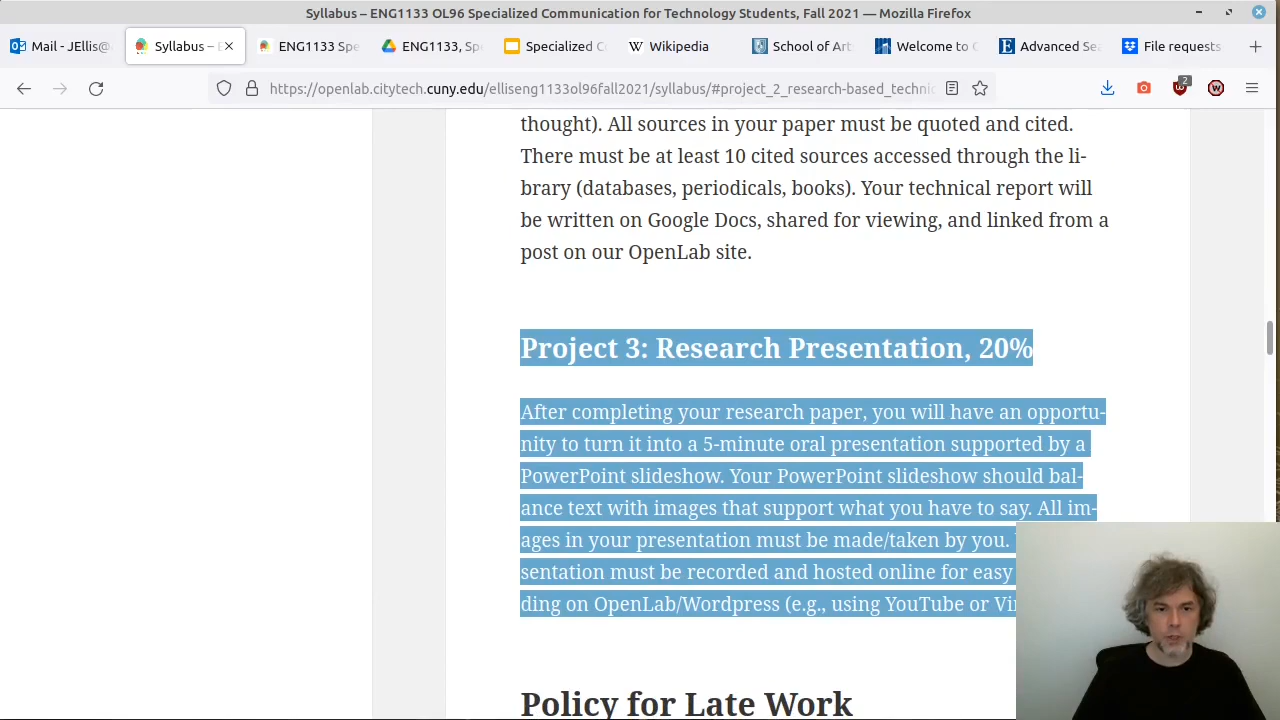 Syllabus – ENG1133 OL96 Specialized Communication for Technology Students, Fall 2021 — Mozilla Firefox
Mail - JEllis@
Syllabus – E
ENG1133 Spe
ENG1133, Sp
Specialized C
Wikipedia
School of Art
Welcome to C
Advanced Sea
File requests
https://openlab.citytech.cuny.edu/elliseng1133ol96fall2021/syllabus/#project_2_research-based_technic
2
thought). All sources in your paper must be quoted and cited.
There must be at least 10 cited sources accessed through the li-
brary (databases, periodicals, books). Your technical report will
be written on Google Docs, shared for viewing, and linked from a
post on our OpenLab site.
Project 3: Research Presentation, 20%
After completing your research paper, you will have an opportu-
nity to turn it into a 5-minute oral presentation supported by a
PowerPoint slideshow. Your PowerPoint slideshow should bal-
ance text with images that support what you have to say. All im-
ages in your presentation must be made/taken by you.
sentation must be recorded and hosted online for easy
ding on OpenLab/Wordpress (e.g., using YouTube or
Policy for Late Work